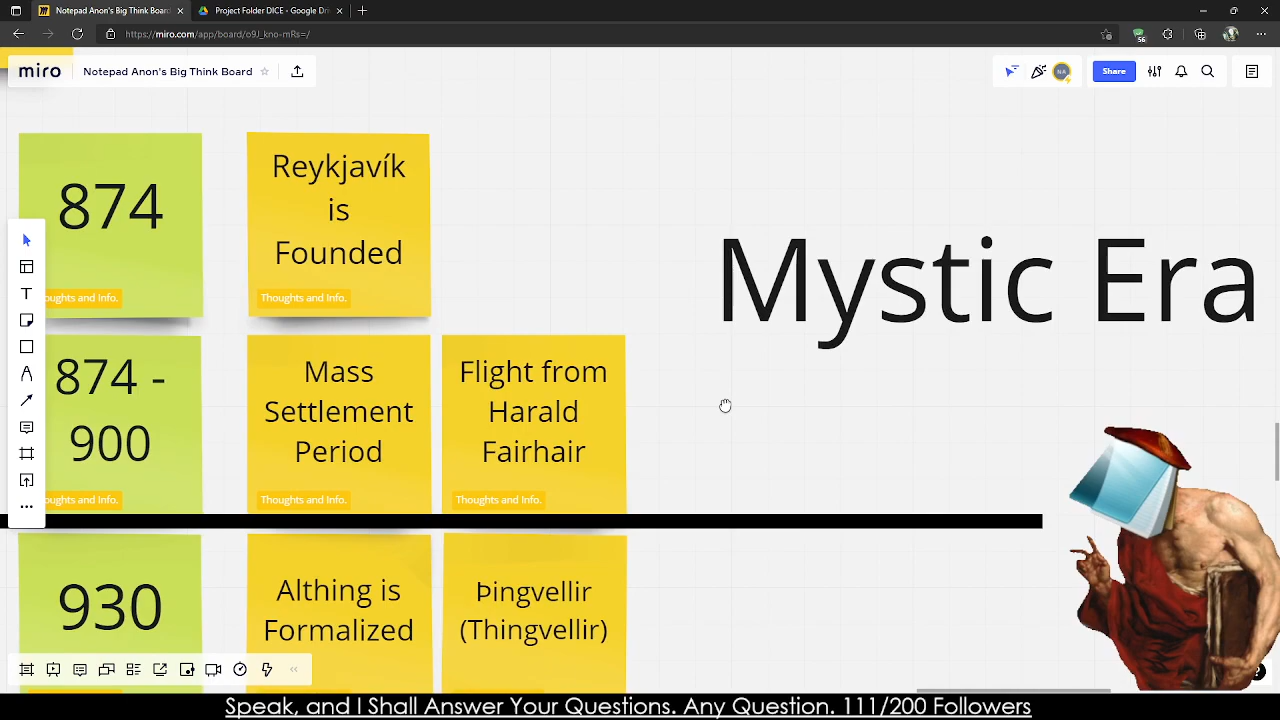 Notepad Anon's Big Think Board
Project Folder DICE - Google Dri
https://miro.com/app/board/o9J_kno-mRs=/
miro
Notepad Anon's Big Think Board
NA
Share
874
Thoughts and Info.
Reykjavík
is
Founded
Thoughts and Info.
Mystic Era
874 -
900
oughts and Info.
Mass
Settlement
Period
Thoughts and Info.
Flight from
Harald
Fairhair
Thoughts and Info.
930
Althing is
Formalized
Þingvellir
(Thingvellir)
Speak, and I Shall Answer Your Questions. Any Question. 111/200 Followers